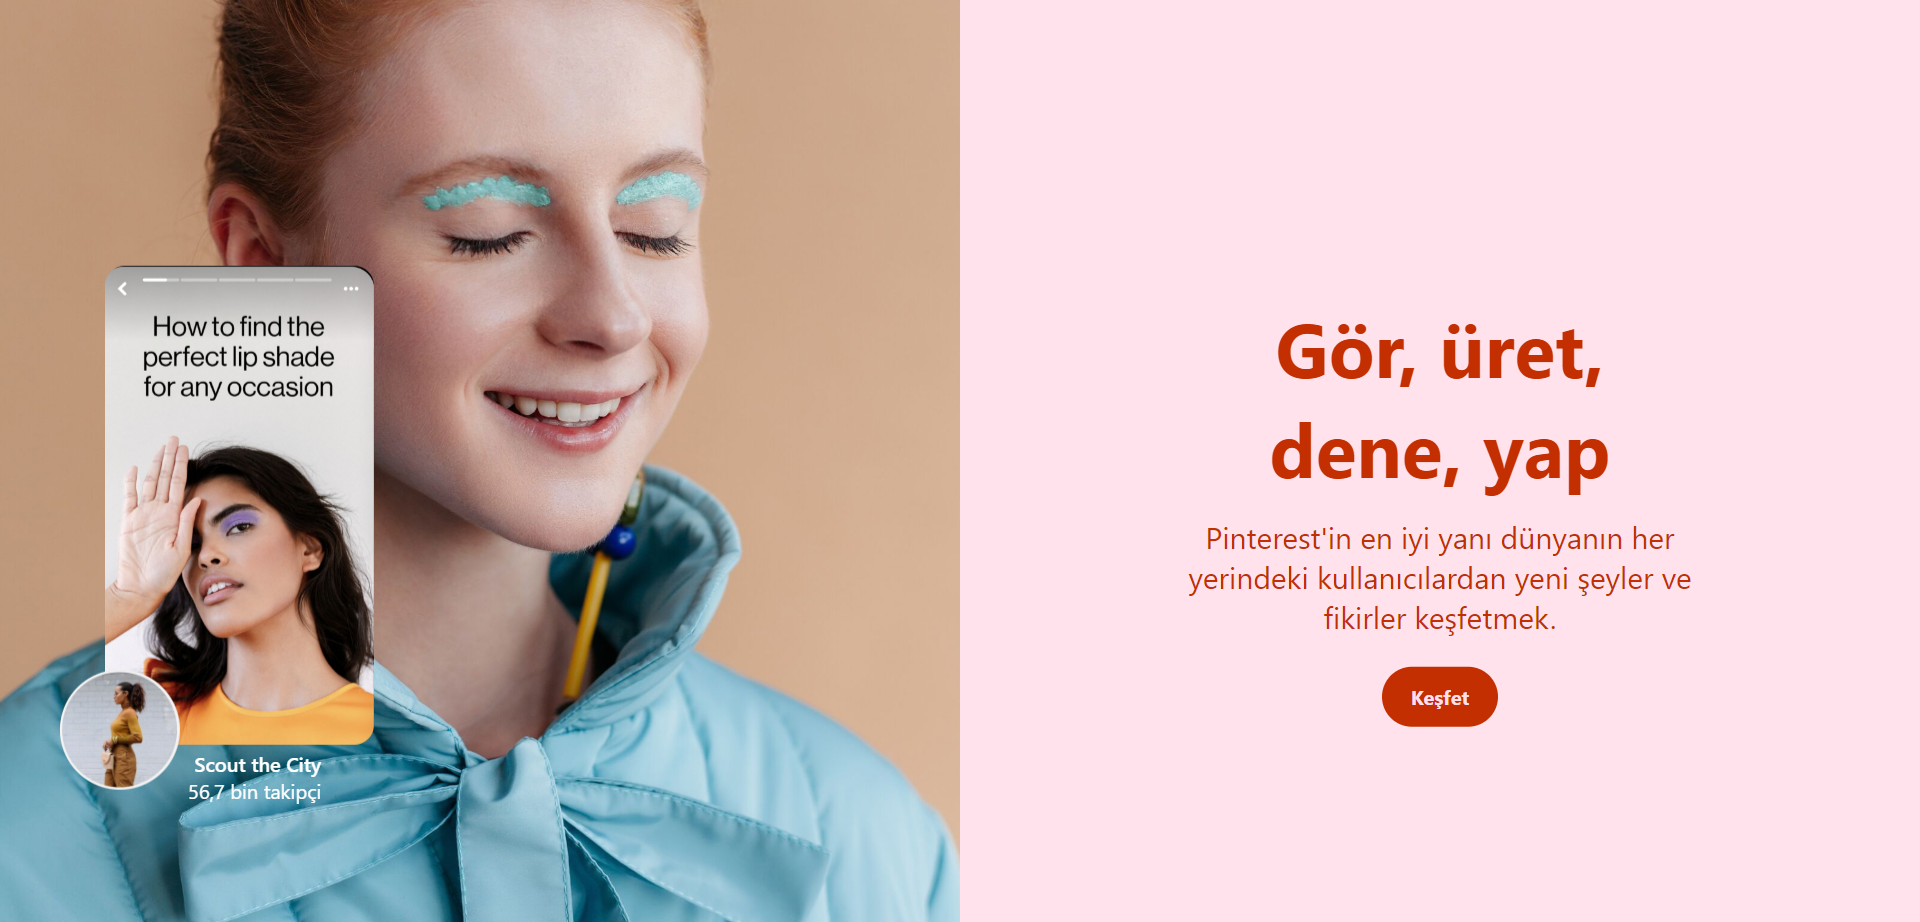 How to find the
perfect lip shade
for any occasion
Scout the City
56,7 bin takipçi
Gör, üret,
dene, yap
Pinterest'in en iyi yanı dünyanın her
yerindeki kullanıcılardan yeni şeyler ve
fikirler keşfetmek.
Keşfet